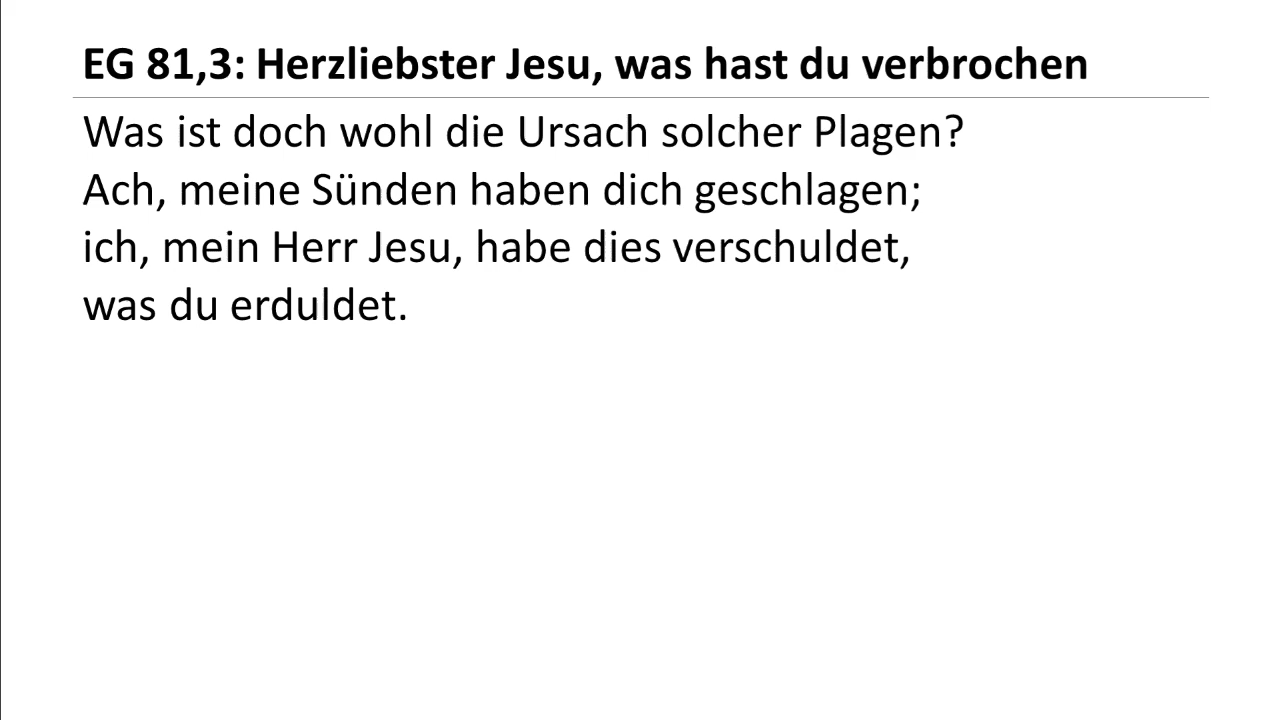 EG 81,3: Herzliebster Jesu, was hast du verbrochen
Was ist doch wohl die Ursach solcher Plagen?
Ach, meine Sünden haben dich geschlagen;
ich, mein Herr Jesu, habe dies verschuldet,
was du erduldet.